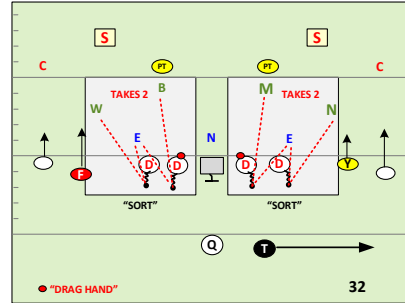 S S
C PT PT C
TAKES 2 B M TAKES 2
W N
E N E
D D D D
F Y
"SORT" "SORT"
Q T
"DRAG HAND" 32